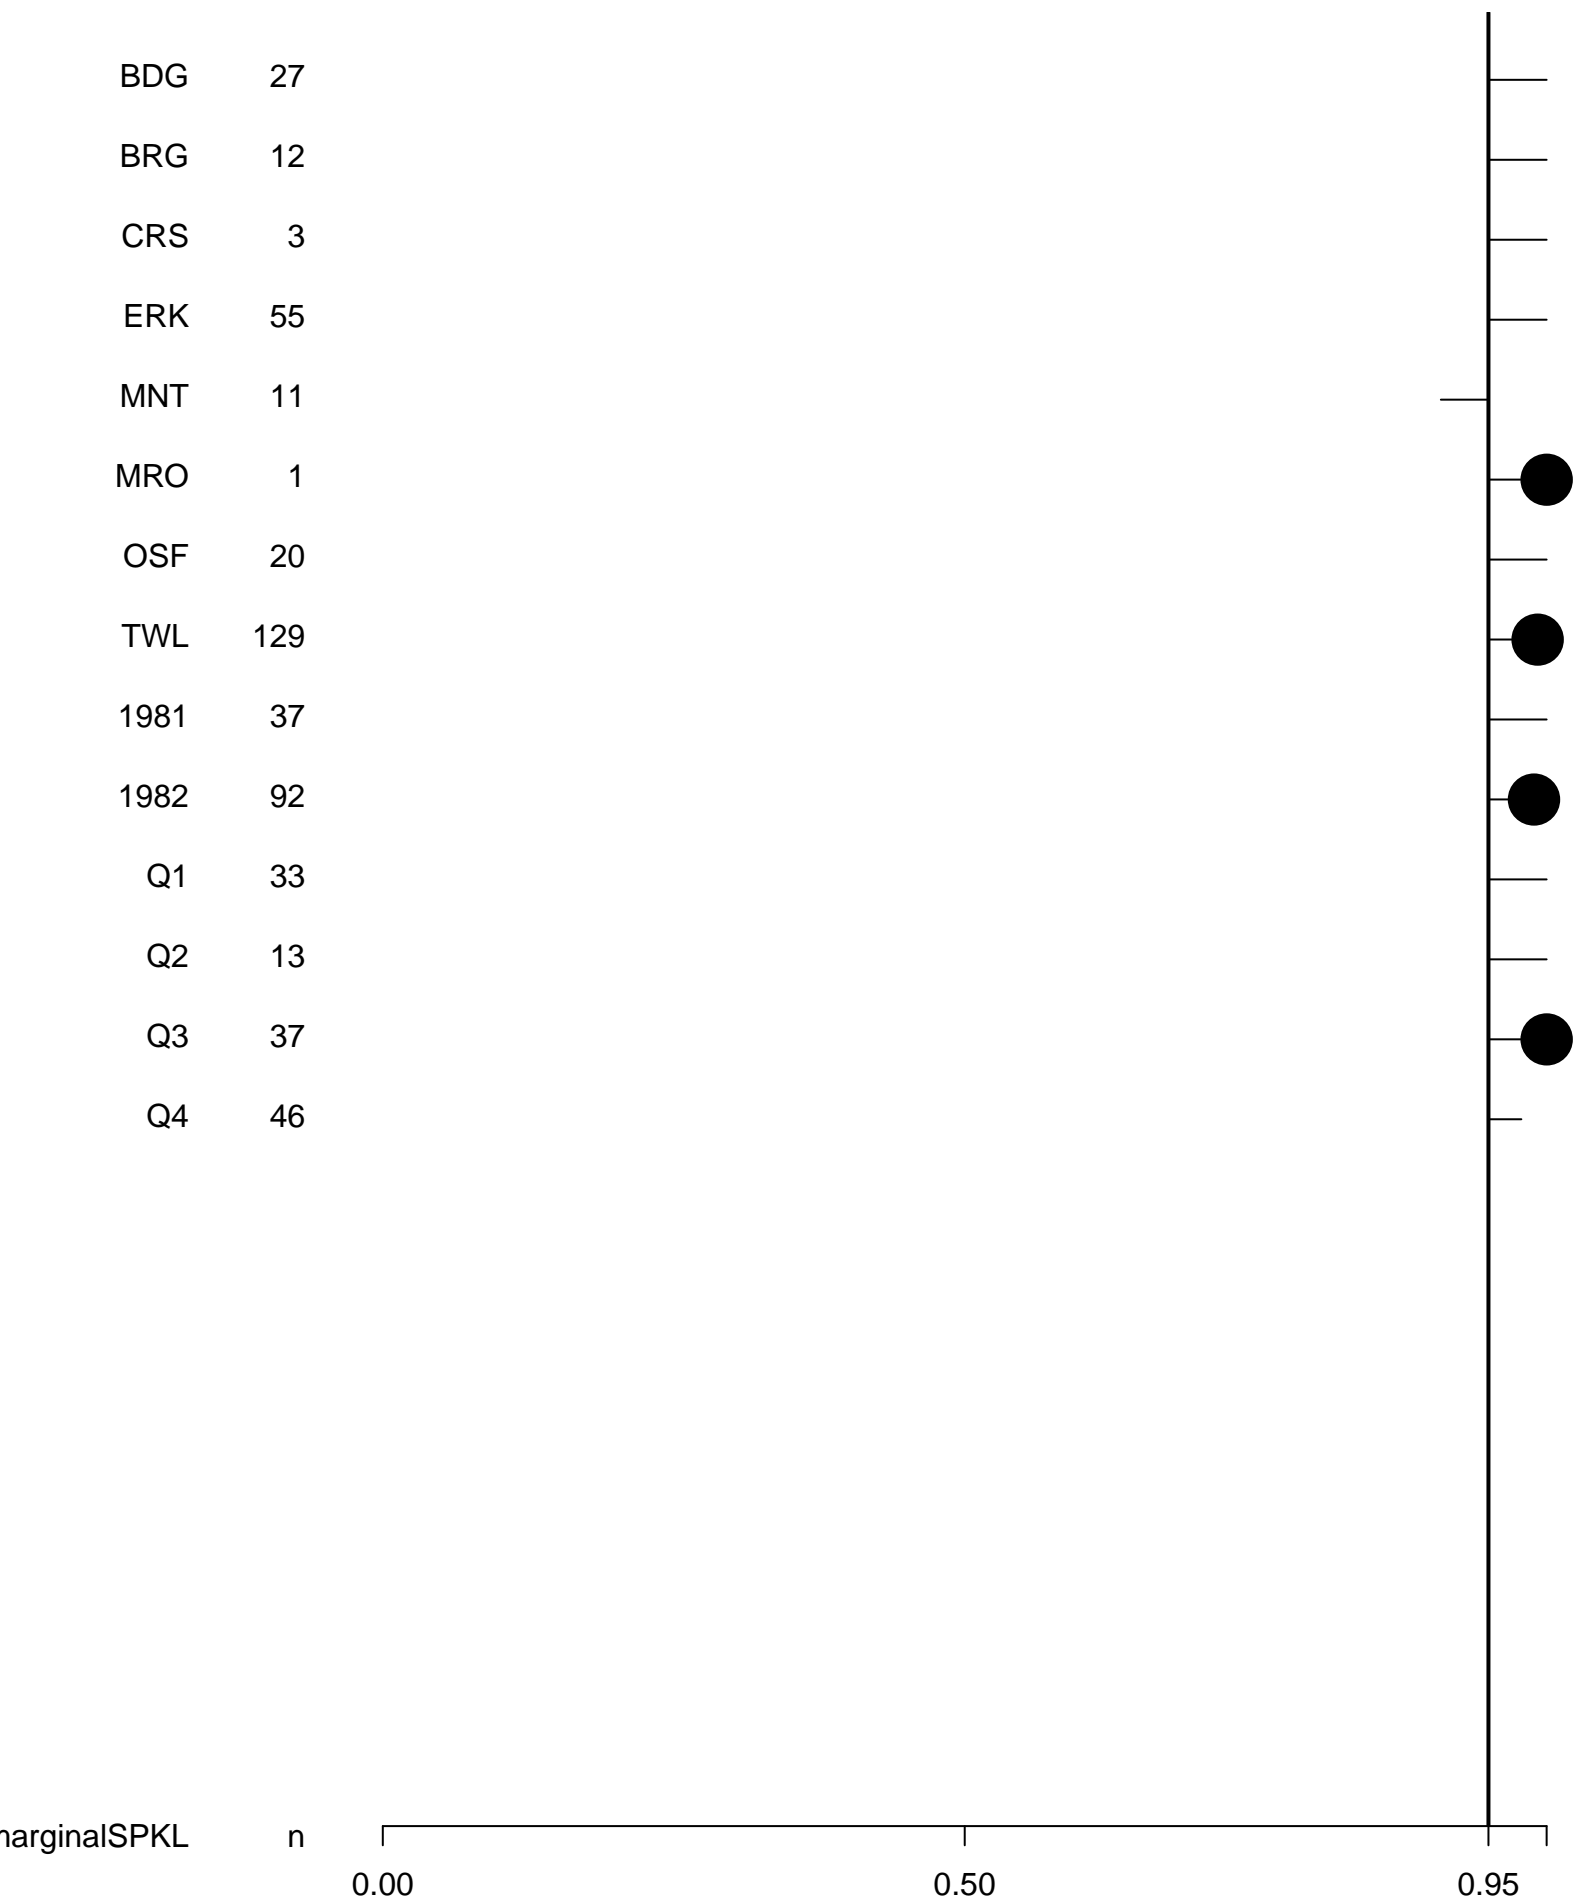 BDG 27
BRG 12
CRS 3
ERK 55
MNT 11
MRO 1
OSF 20
TWL 129
1981 37
1982 92
Q1 33
Q2 13
Q3 37
Q4 46
arginalSPKL n
0.00 0.50 0.95